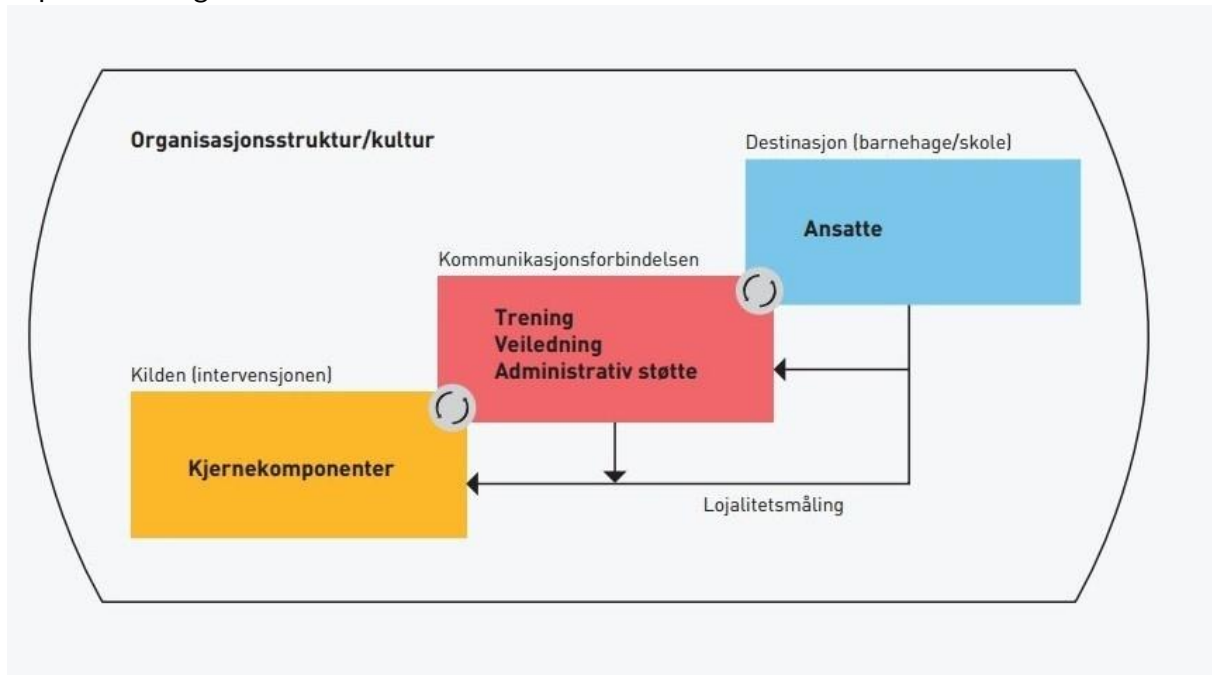 Organisasjonsstruktur/kultur
Destinasjon (barnehage/skole)
Ansatte
Kommunikasjonsforbindelsen
Trening
Veiledning
Administrativ støtte
Kilden (intervensjonen)
Kjernekomponenter
Lojalitetsmåling